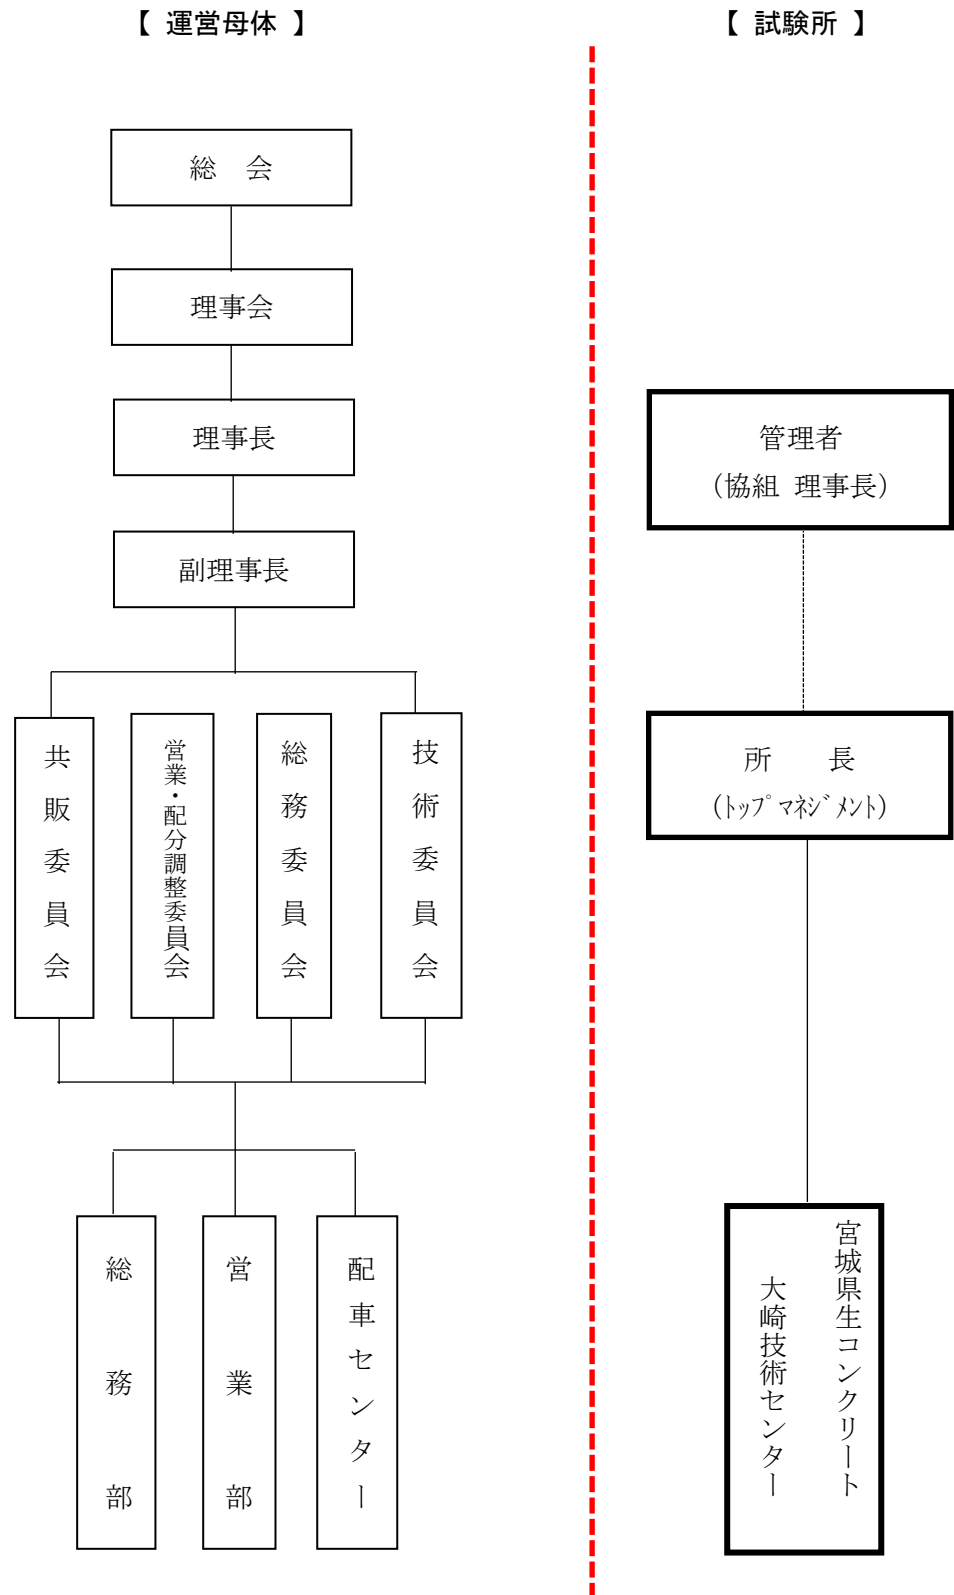 【 運営母体 】
【 試験所 】
総 会
理事会
理事長
副理事長
共販委員会
営業・配分調整委員会
総務委員会
技術委員会
総務部
営業部
配車センター
管理者
(協組 理事長)
所 長
(トップマネジメント)
宮城県生コンクリート
大崎技術センター